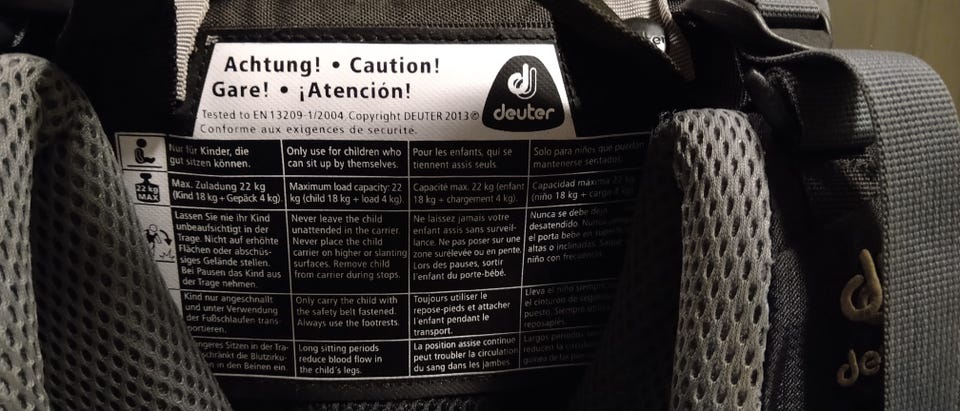 Achtung! • Caution!
Gare! • ¡Atención!
Tested to EN 13209-1/2004 Copyright DEUTER 2013©
Conforme aux exigences de securité.
deuter
Nur für Kinder, die
gut sitzen können.
Only use for children who
can sit up by themselves.
Pour les enfants, qui se
tiennent assis seuls.
Solo para niños que puedan
mantenerse sentados.
22 kg
MAX
Max. Zuladung 22 kg
(Kind 18 kg + Gepäck 4 kg).
Maximum load capacity: 22
kg (child 18 kg + load 4 kg).
Capacité max. 22 kg (enfant
18 kg + chargement 4 kg).
Capacidad máxima 22 kg
(niño 18 kg + carga 4 kg)
Lassen Sie nie ihr Kind
unbeaufsichtigt in der
Trage. Nicht auf erhöhte
Flächen oder abschüs-
siges Gelände stellen.
Bei Pausen das Kind aus
der Trage nehmen.
Never leave the child
unattended in the carrier.
Never place the child
carrier on higher or slanting
surfaces. Remove child
from carrier during stops.
Ne laissez jamais votre
enfant assis sans surveil-
lance. Ne pas poser sur une
zone surélevée ou en pente.
Lors des pauses, sortir
l'enfant du porte-bébé.
Nunca se debe deja
desatendido. Nunca
el porta bebe en
altas o inclinadas.
niño con
Kind nur angeschnallt
und unter Verwendung
der Fußschlaufen trans-
portieren.
Only carry the child with
the safety belt fastened.
Always use the footrests.
Toujours utiliser le
repose-pieds et attacher
l'enfant pendant le
transport.
Lleva el niño siempre
el cinturon de
puesto. Siempre
reposapies.
ngeres Sitzen in der Tra-
schränkt die Blutzirku-
n in den Beinen ein.
Long sitting periods
reduce blood flow in
the child's legs.
La position assise continue
peut troubler la circulation
du sang dans les jambes
Largos
reducen la
de